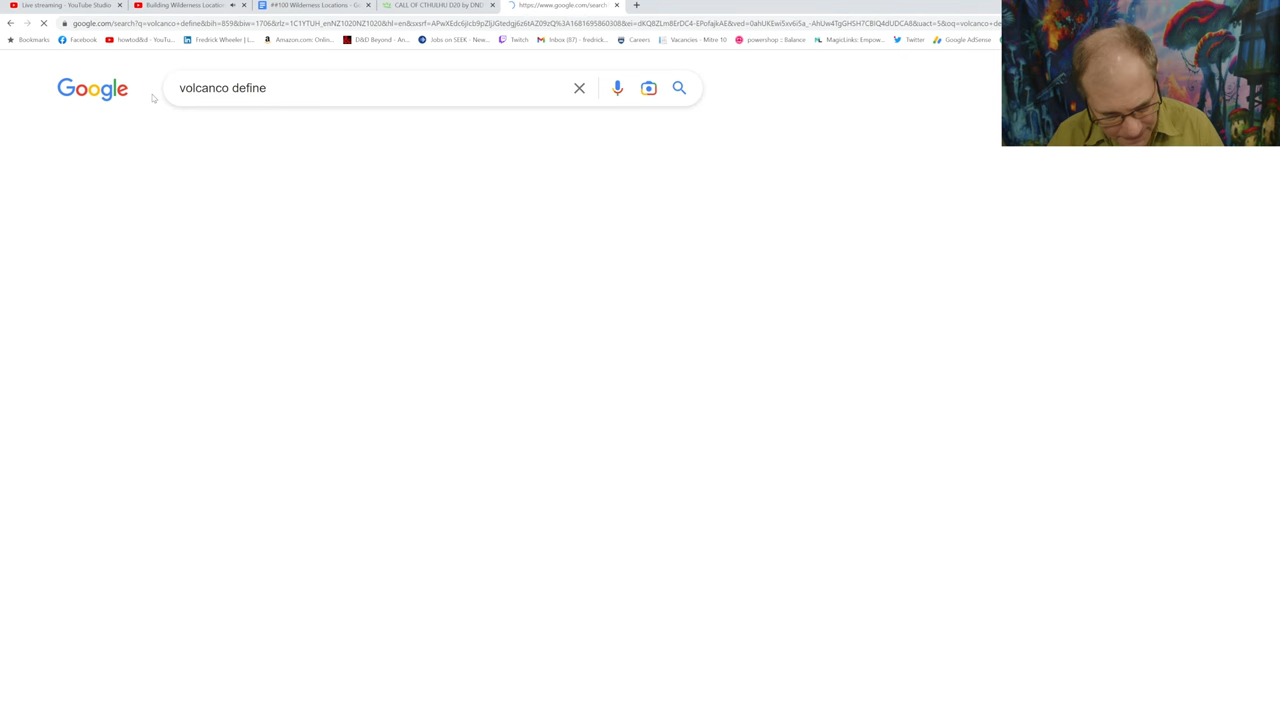 Live streaming - YouTube Studio
Building Wilderness Location
##100 Wilderness Locations - Go
CALL OF CTHULHU D20 by DND
https://www.google.com/search
Bookmarks
Facebook
howtod&d - YouTu...
Fredrick Wheeler | L...
Amazon.com: Onlin...
D&D Beyond - An...
Jobs on SEEK - New...
Twitch
Inbox (87) - fredrick...
Careers
Vacancies - Mitre 10
powershop :: Balance
MagicLinks: Empow...
Twitter
Google AdSense
Google
volcanco define